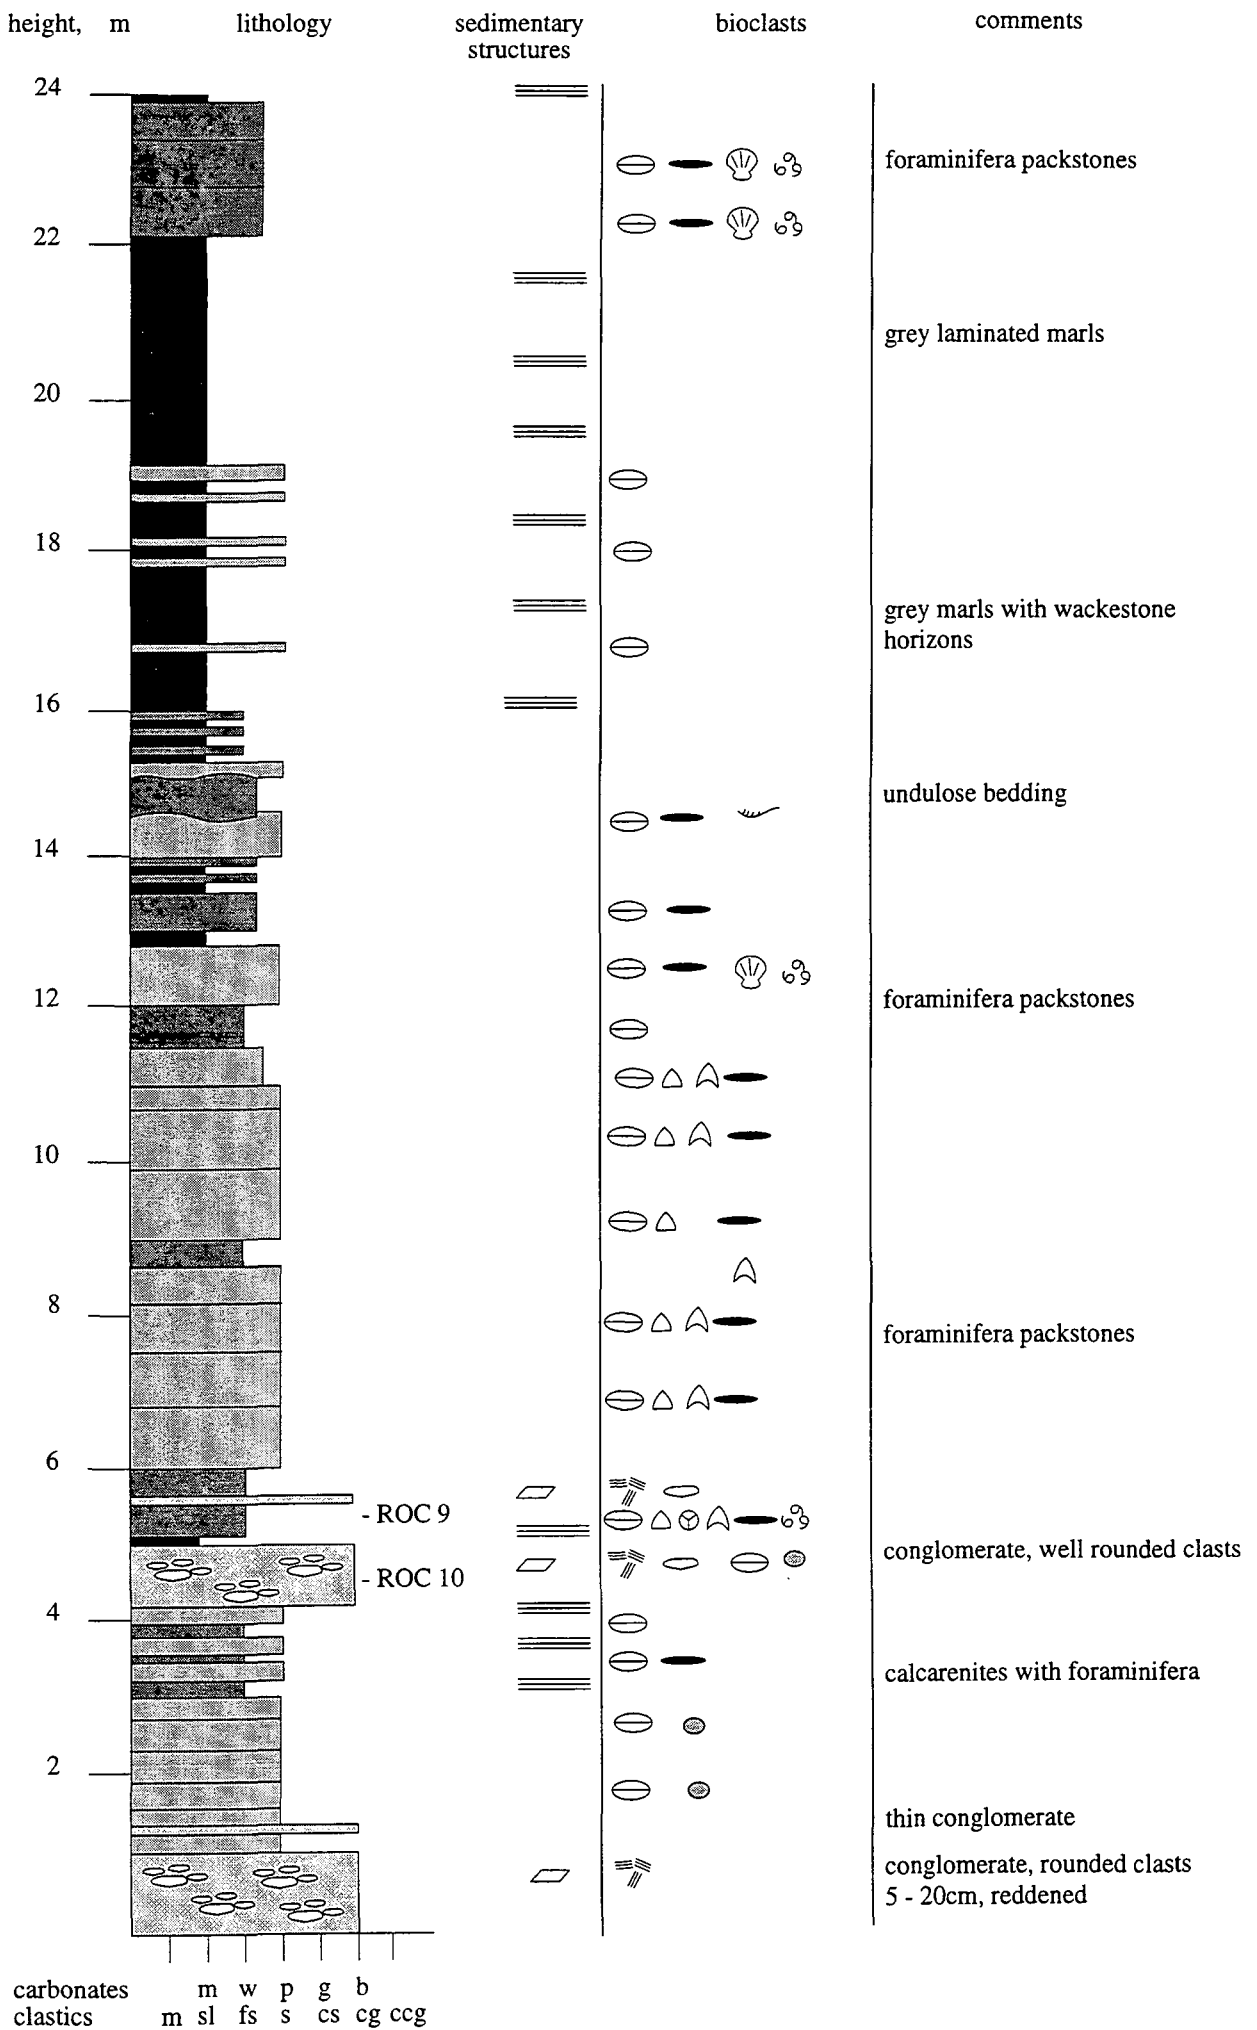 height, m lithology sedimentary structures bioclasts comments
24
foraminifera packstones
22
grey laminated marls
20
18
grey marls with wackestone
horizons
16
undulose bedding
14
12
foraminifera packstones
10
8
foraminifera packstones
6
- ROC 9
conglomerate, well rounded clasts
- ROC 10
4
calcarenites with foraminifera
2
thin conglomerate
conglomerate, rounded clasts
5 - 20cm, reddened
carbonates m w p g b
clastics m sl fs s cs cg ccg